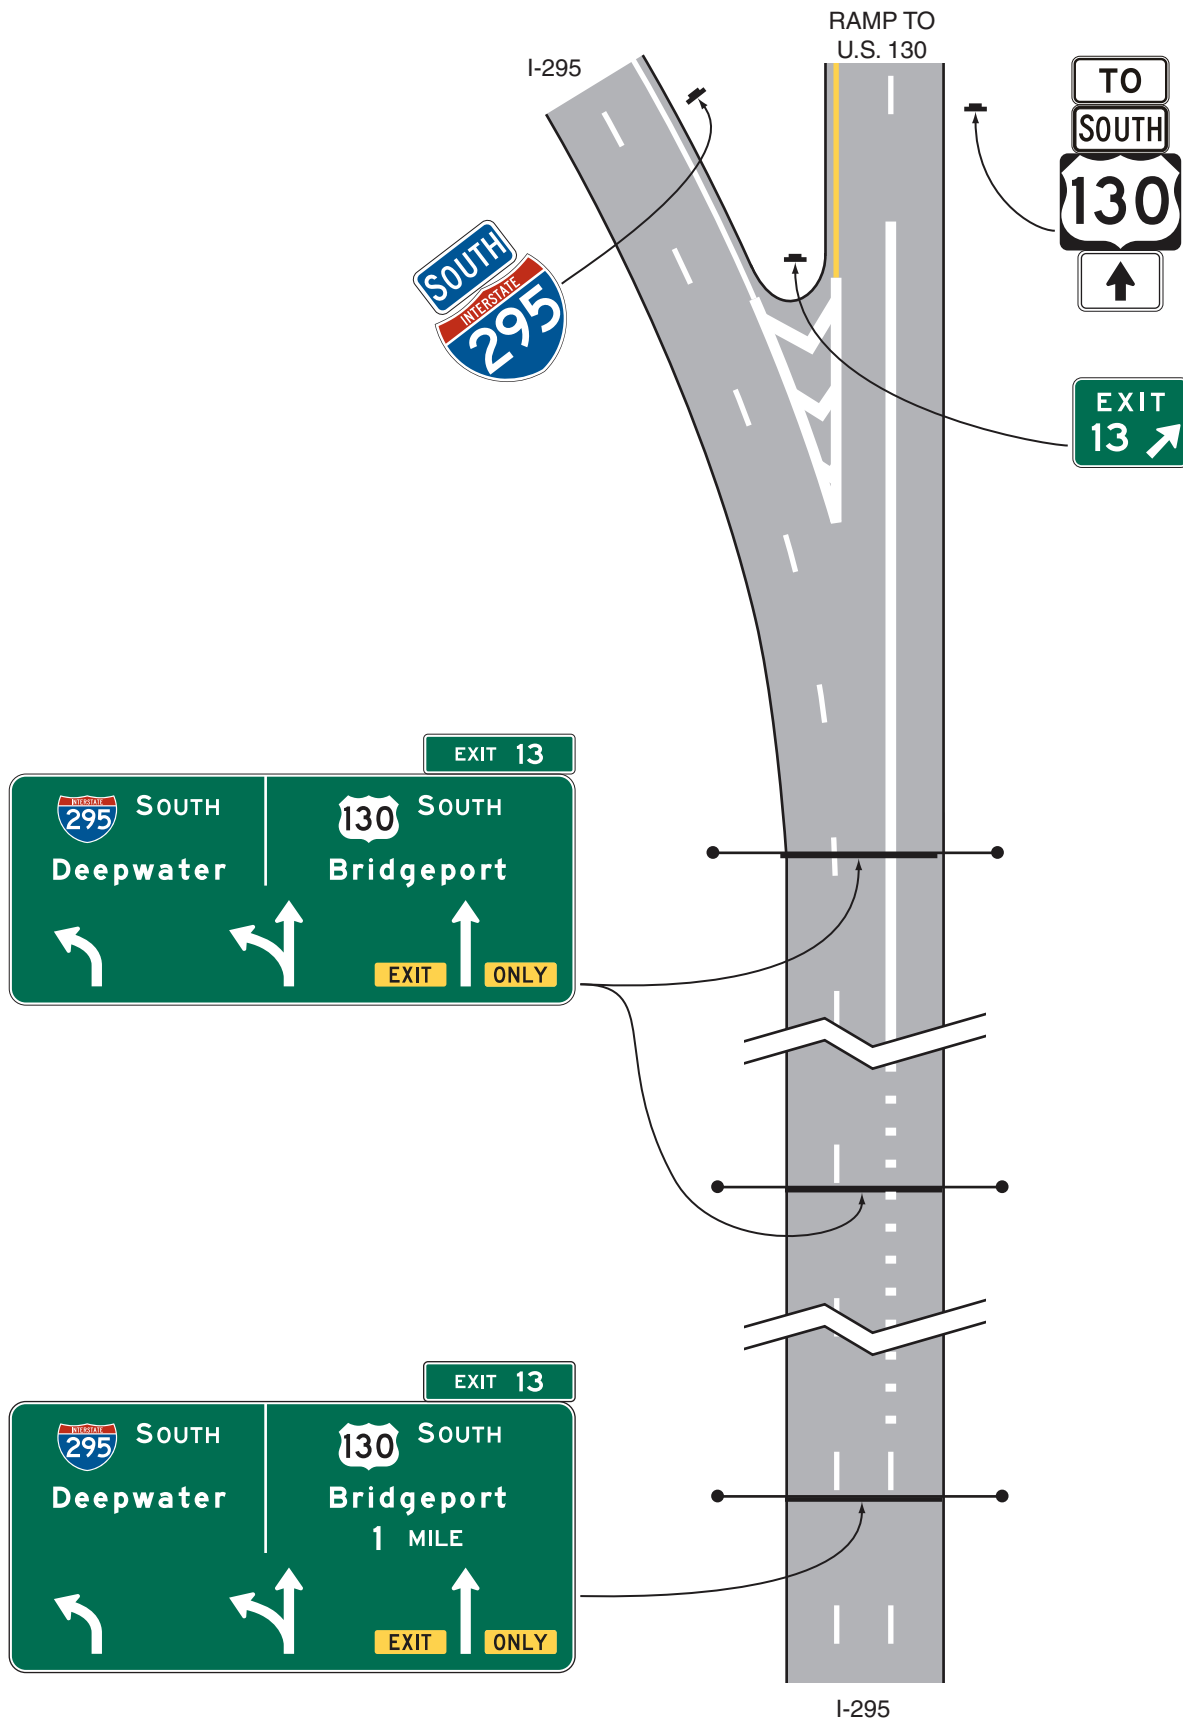 RAMP TO
U.S. 130
I-295
TO
SOUTH
130
SOUTH
INTERSTATE
295
EXIT
13
EXIT 13
INTERSTATE
295
SOUTH
130
SOUTH
Deepwater
Bridgeport
EXIT
ONLY
EXIT 13
INTERSTATE
295
SOUTH
130
SOUTH
Deepwater
Bridgeport
1 MILE
EXIT
ONLY
I-295